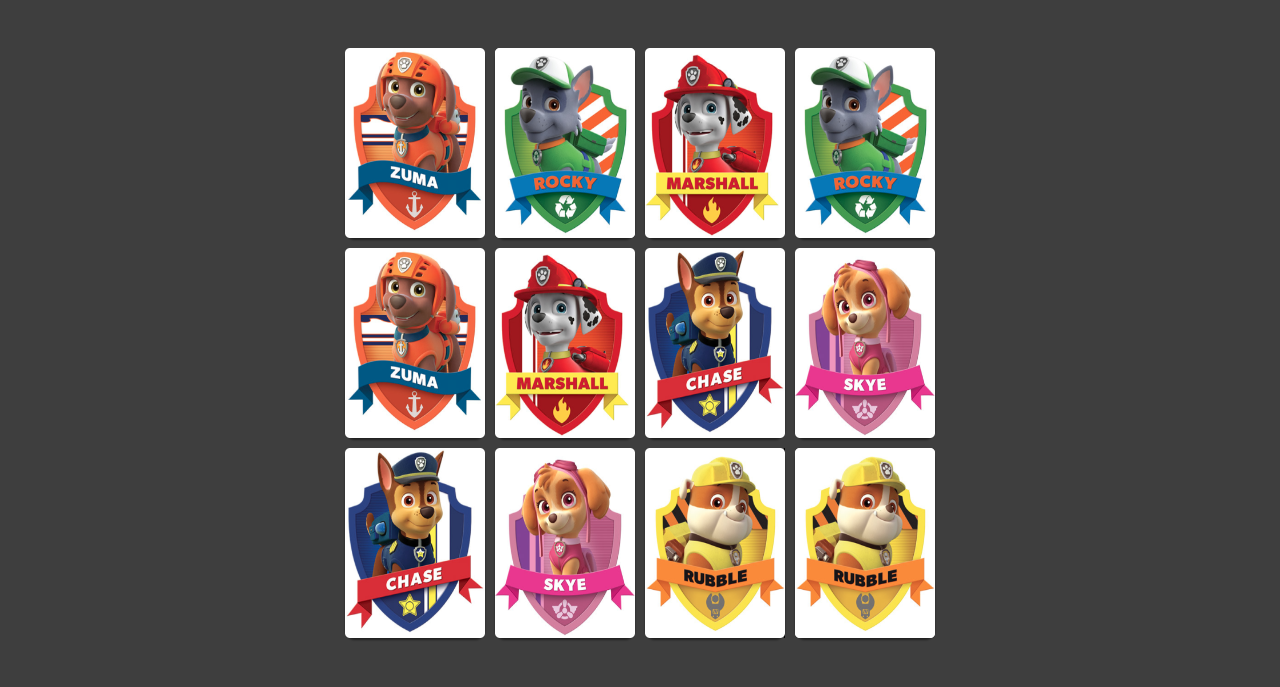 ZUMA
ROCKY
MARSHALL
ROCKY
ZUMA
MARSHALL
CHASE
SKYE
CHASE
SKYE
RUBBLE
RUBBLE